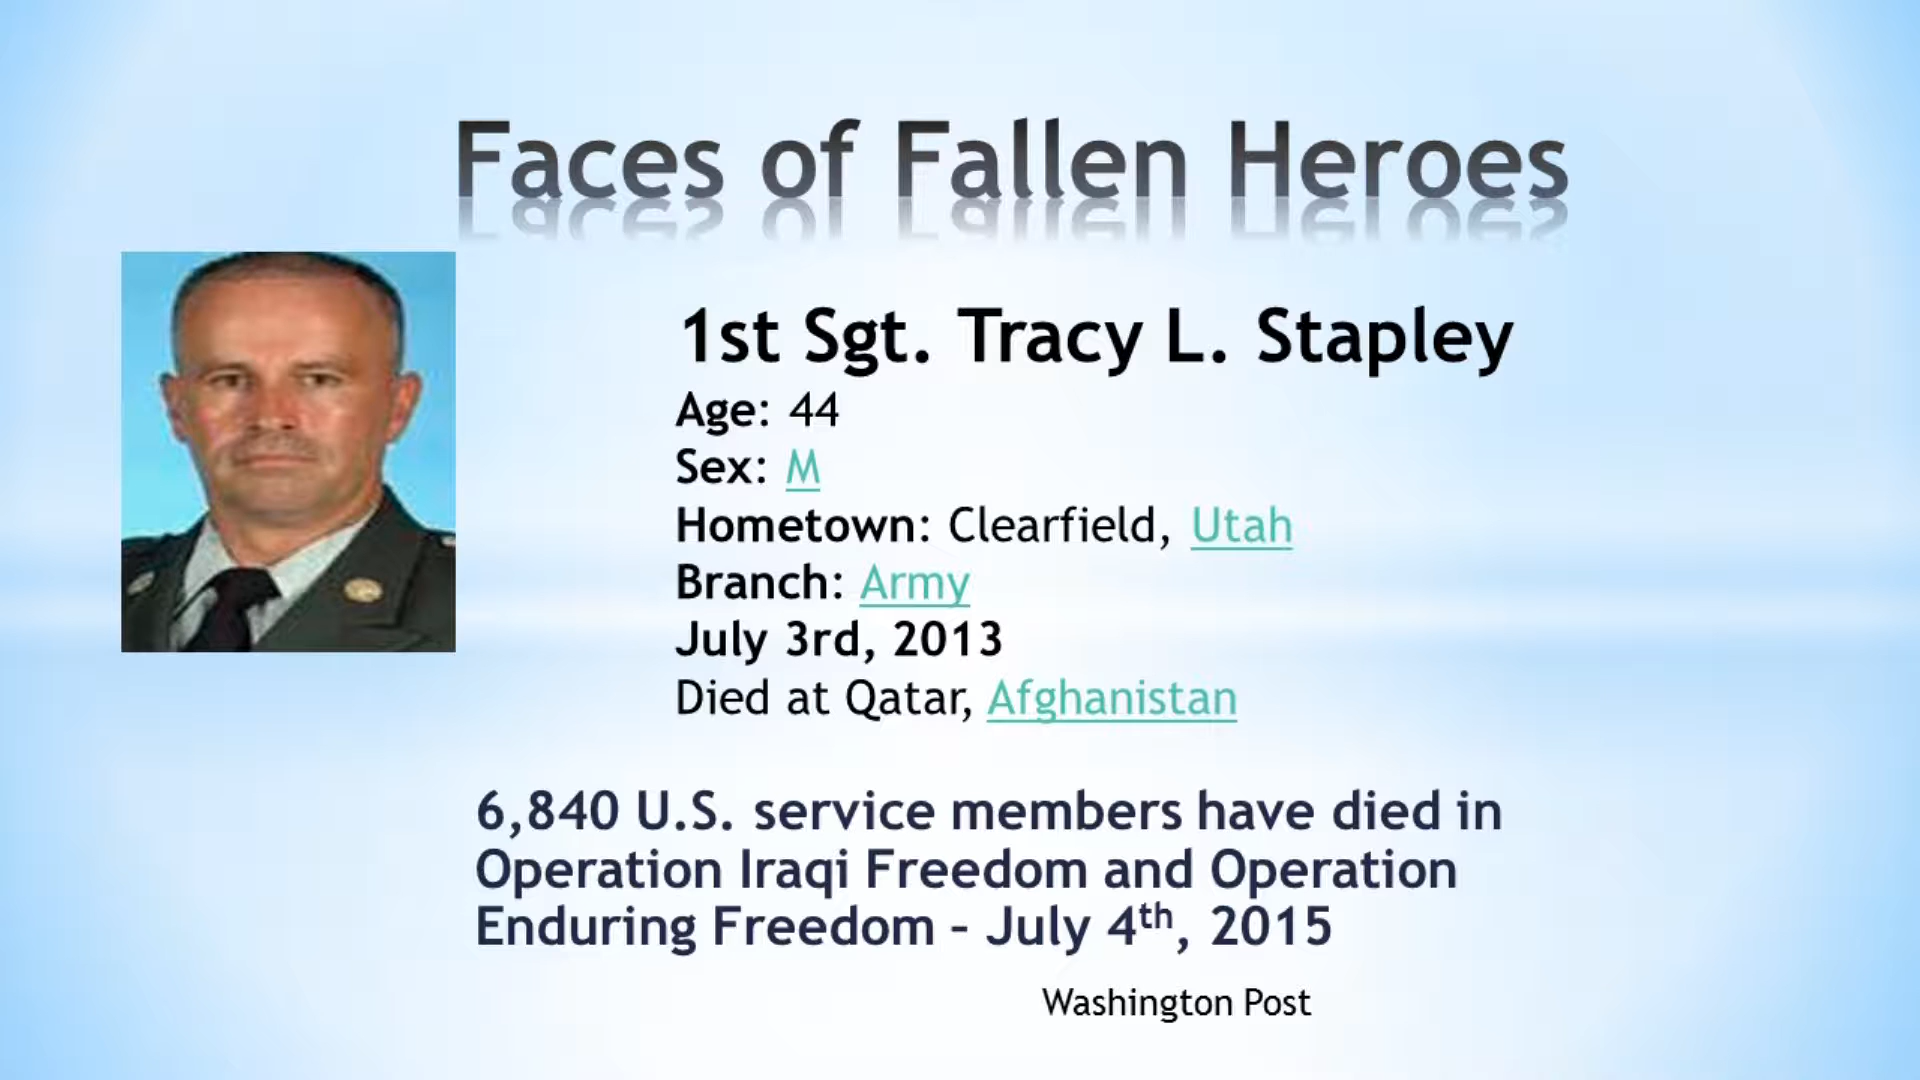 Faces of Fallen Heroes
1st Sgt. Tracy L. Stapley
Age: 44
Sex: M
Hometown: Clearfield, Utah
Branch: Army
July 3rd, 2013
Died at Qatar, Afghanistan
6,840 U.S. service members have died in
Operation Iraqi Freedom and Operation
Enduring Freedom – July 4th, 2015
Washington Post